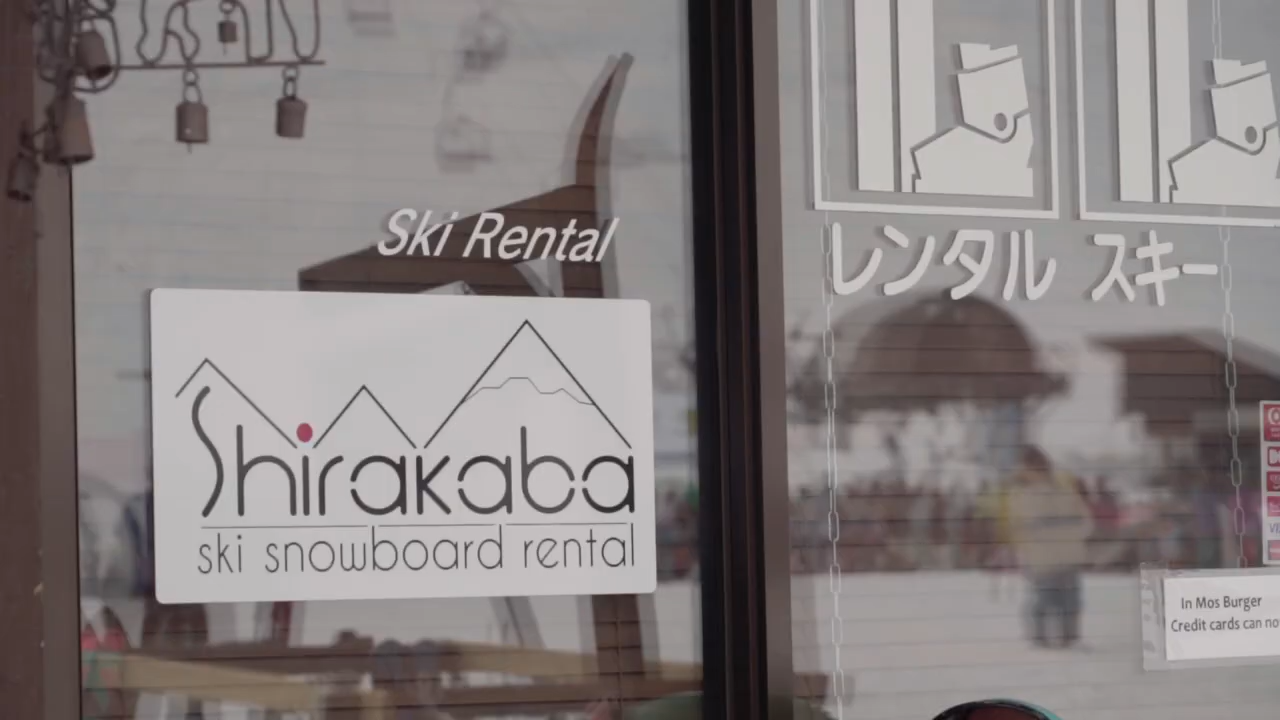 Ski Rental
Shirakaba
ski snowboard rental
レンタル スキー
In Mos Burger
Credit cards can no